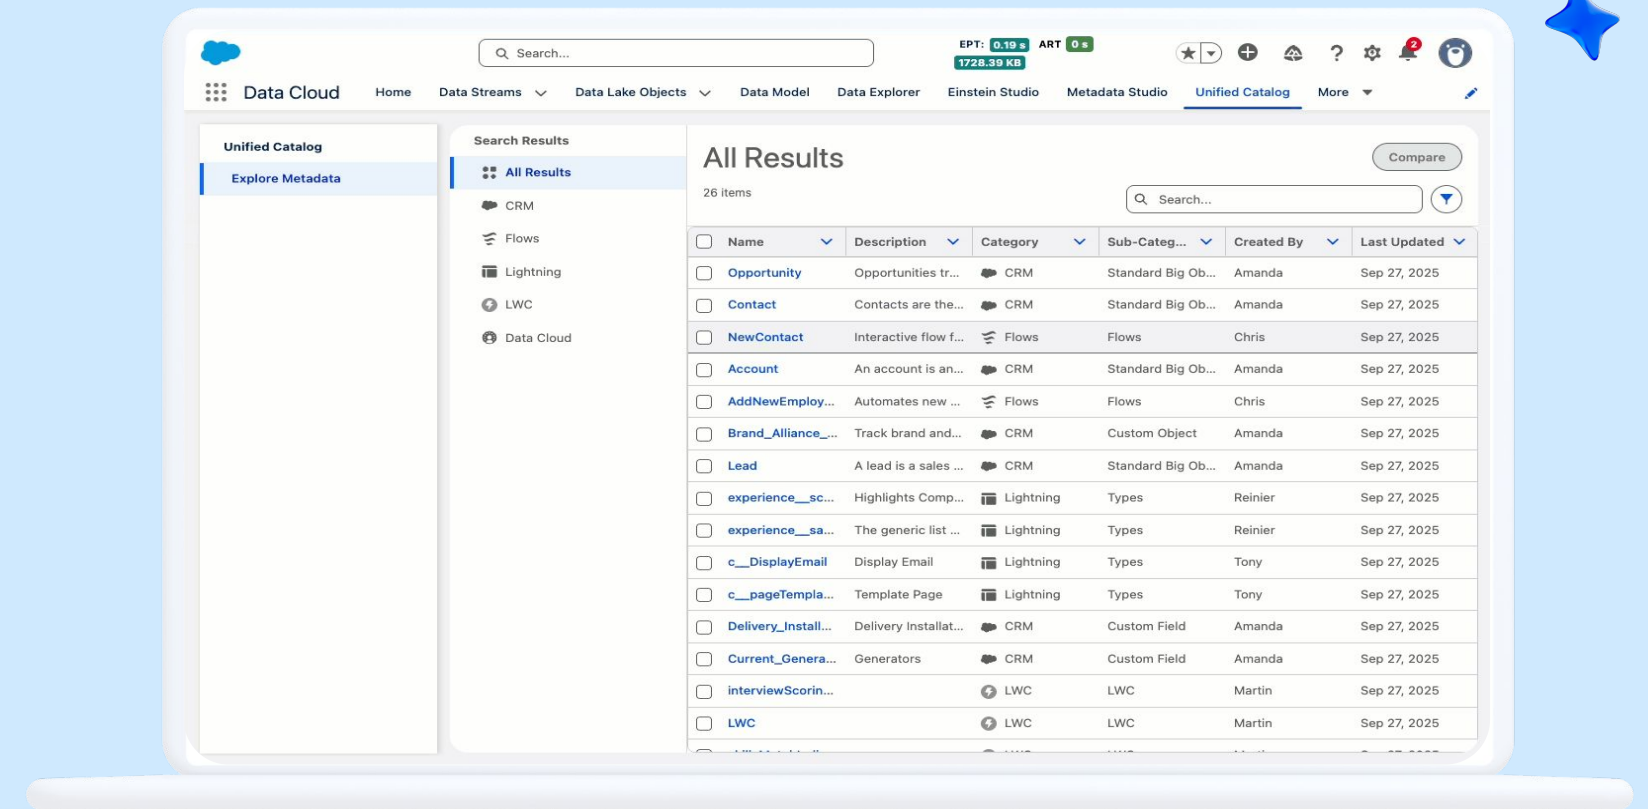 Search...
EPT: 0.19 s ART 0 s
1728.39 KB
2
Data Cloud Home Data Streams Data Lake Objects Data Model Data Explorer Einstein Studio Metadata Studio Unified Catalog More
Unified Catalog
Explore Metadata
Search Results
All Results
CRM
Flows
Lightning
LWC
Data Cloud
All Results
Compare
26 items
Search...
Name Description Category Sub-Categ... Created By Last Updated
Opportunity Opportunities tr... CRM Standard Big Ob... Amanda Sep 27, 2025
Contact Contacts are the... CRM Standard Big Ob... Amanda Sep 27, 2025
NewContact Interactive flow f... Flows Flows Chris Sep 27, 2025
Account An account is an... CRM Standard Big Ob... Amanda Sep 27, 2025
AddNewEmploy... Automates new ... Flows Flows Chris Sep 27, 2025
Brand_Alliance_... Track brand and... CRM Custom Object Amanda Sep 27, 2025
Lead A lead is a sales ... CRM Standard Big Ob... Amanda Sep 27, 2025
experience__sc... Highlights Comp... Lightning Types Reinier Sep 27, 2025
experience__sa... The generic list ... Lightning Types Reinier Sep 27, 2025
c__DisplayEmail Display Email Lightning Types Tony Sep 27, 2025
c__pageTempla... Template Page Lightning Types Tony Sep 27, 2025
Delivery_Install... Delivery Installat... CRM Custom Field Amanda Sep 27, 2025
Current_Genera... Generators CRM Custom Field Amanda Sep 27, 2025
interviewScorin... LWC LWC Martin Sep 27, 2025
LWC LWC LWC Martin Sep 27, 2025